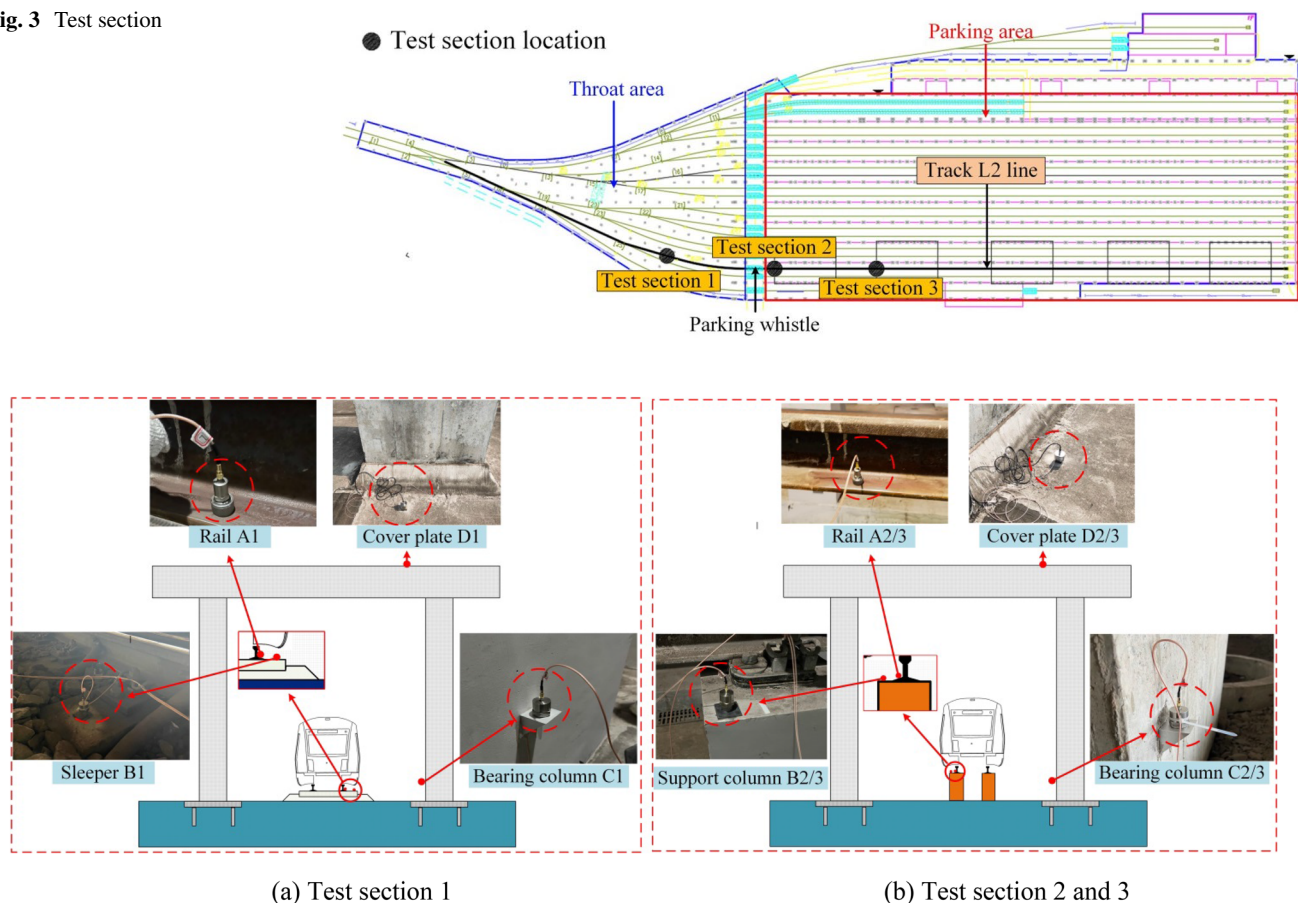 ig. 3 Test section
Test section location
Parking area
Throat area
Track L2 line
Test section 2
Test section 1
Test section 3
Parking whistle
Rail A1
Cover plate D1
Rail A2/3
Cover plate D2/3
Sleeper B1
Bearing column C1
Support column B2/3
Bearing column C2/3
(a) Test section 1
(b) Test section 2 and 3